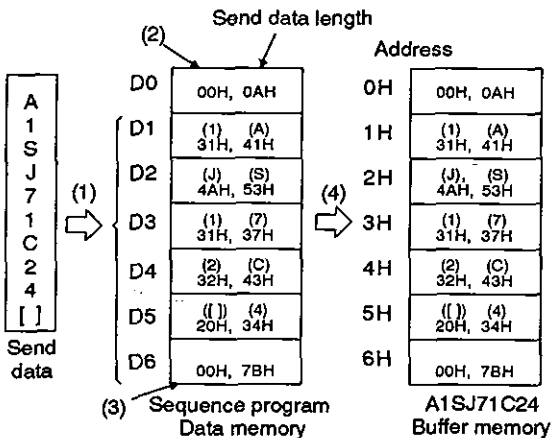 Send data length
(2)
Address
A
1
S
J
7
1
C
2
4
[ ]
Send
data
(1)
D0
00H, 0AH
D1
(1) (A)
31H, 41H
D2
(J), (S)
4AH, 53H
D3
(1) (7)
31H, 37H
D4
(2) (C)
32H, 43H
D5
([ ]) (4)
20H, 34H
D6
00H, 7BH
(3)
Sequence program
Data memory
(4)
0H
00H, 0AH
1H
(1) (A)
31H, 41H
2H
(J), (S)
4AH, 53H
3H
(1) (7)
31H, 37H
4H
(2) (C)
32H, 43H
5H
([ ]) (4)
20H, 34H
6H
00H, 7BH
A1SJ71C24
Buffer memory